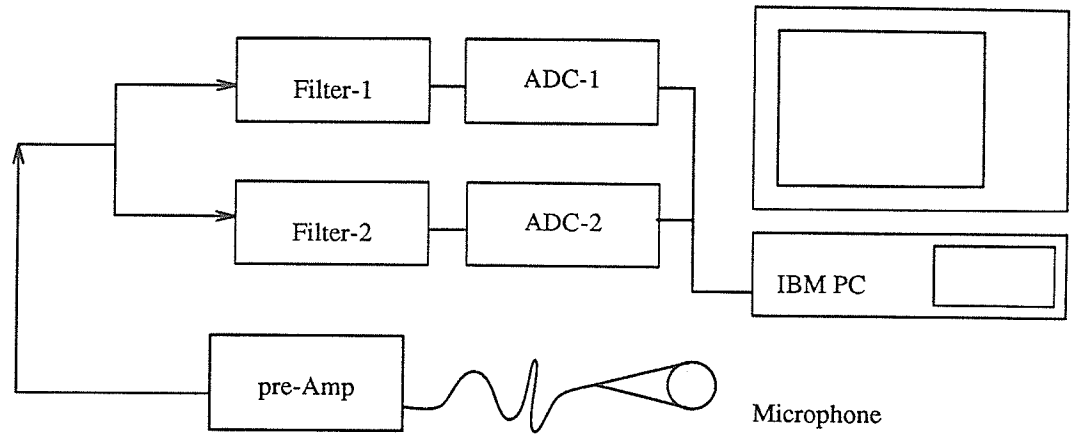 Filter-1
ADC-1
Filter-2
ADC-2
IBM PC
pre-Amp
Microphone